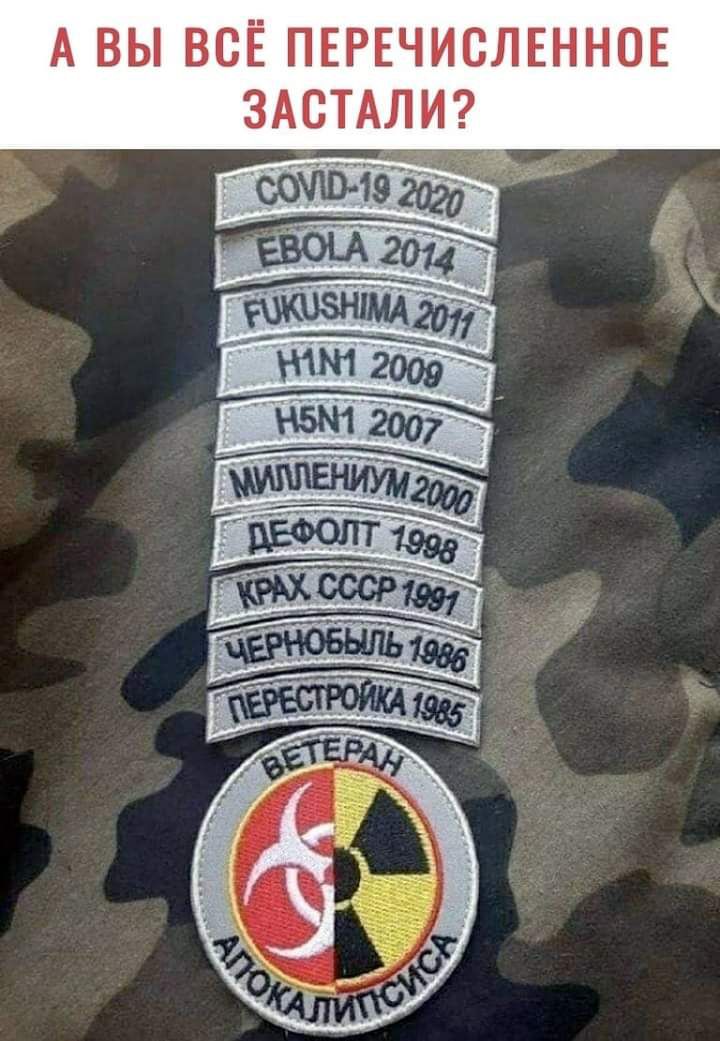 А ВЫ ВСЁ ПЕРЕЧИСЛЕННОЕ
ЗАСТАЛИ?
COVID-19 2020
EBOLA 2014
FUKUSHIMA 2011
H1N1 2009
H5N1 2007
МИЛЛЕНИУМ 2000
ДЕФОЛТ 1998
КРАХ СССР 1991
ЧЕРНОБЫЛЬ 1986
ПЕРЕСТРОЙКА 1985
ВЕТЕРАН
АПОКАЛИПСИСА